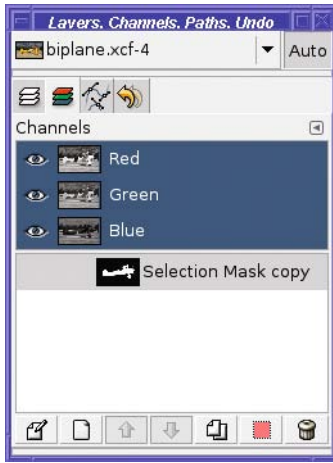 Layers. Channels. Paths. Undo
biplane.xcf-4 Auto
Channels
Red
Green
Blue
Selection Mask copy